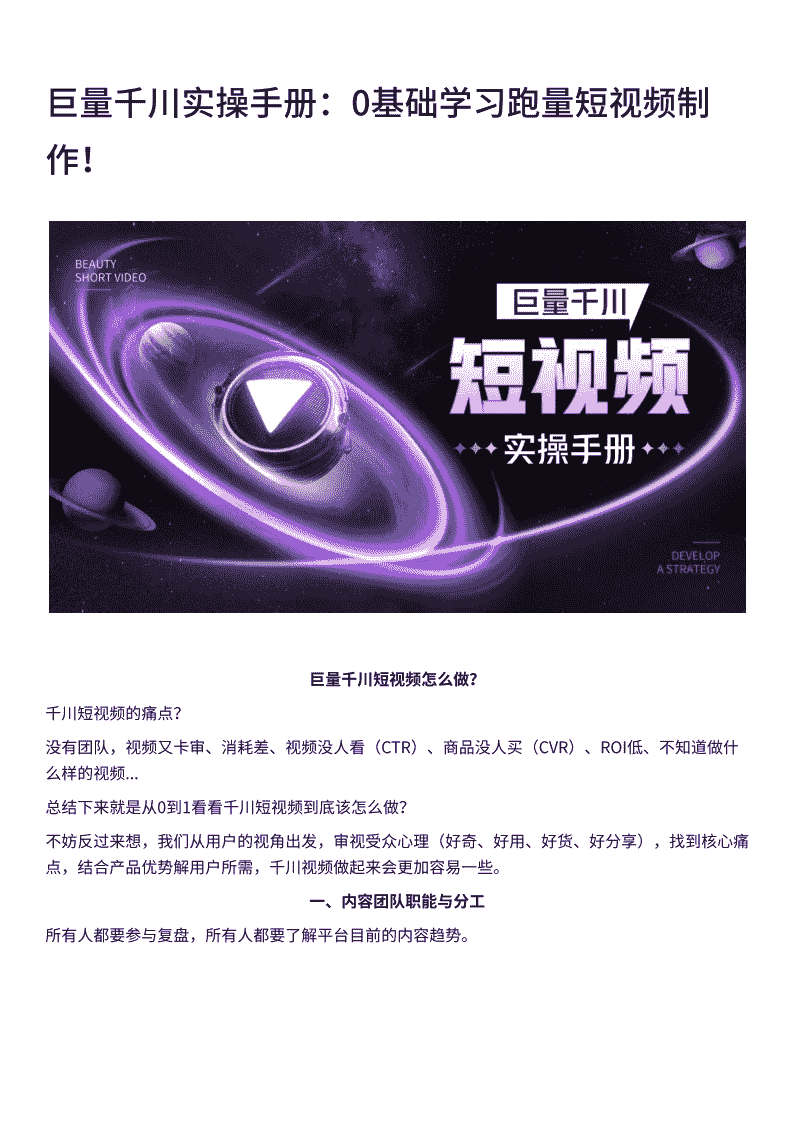 巨量千川实操手册：0基础学习跑量短视频制
作！
BEAUTY
SHORT VIDEO
巨量千川
短视频
实操手册
DEVELOP
A STRATEGY
巨量千川短视频怎么做？
千川短视频的痛点？
没有团队，视频又卡审、消耗差、视频没人看（CTR）、商品没人买（CVR）、ROI低、不知道做什
么样的视频...
总结下来就是从0到1看看千川短视频到底该怎么做？
不妨反过来想，我们从用户的视角出发，审视受众心理（好奇、好用、好货、好分享），找到核心痛
点，结合产品优势解用户所需，千川视频做起来会更加容易一些。
一、内容团队职能与分工
所有人都要参与复盘，所有人都要了解平台目前的内容趋势。